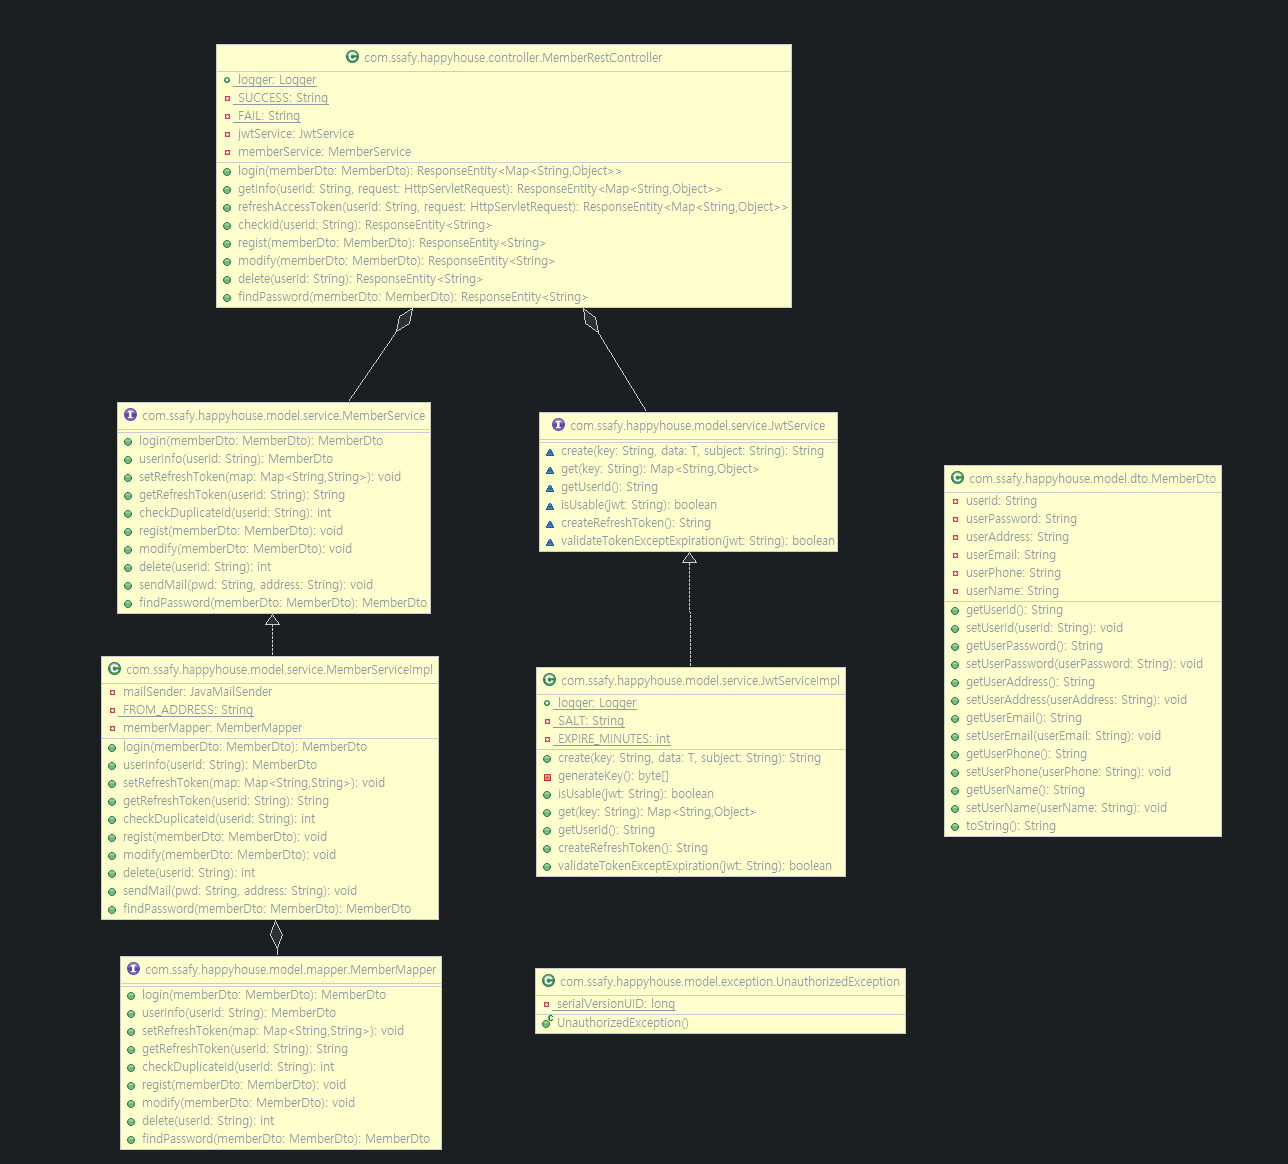 com.ssafy.happyhouse.controller.MemberRestController
logger: Logger
SUCCESS: String
FAIL: String
jwtService: JwtService
memberService: MemberService
login(memberDto: MemberDto): ResponseEntity<Map<String,Object>>
getInfo(userId: String, request: HttpServletRequest): ResponseEntity<Map<String,Object>>
refreshAccessToken(userId: String, request: HttpServletRequest): ResponseEntity<Map<String,Object>>
checkId(userId: String): ResponseEntity<String>
regist(memberDto: MemberDto): ResponseEntity<String>
modify(memberDto: MemberDto): ResponseEntity<String>
delete(userId: String): ResponseEntity<String>
findPassword(memberDto: MemberDto): ResponseEntity<String>
com.ssafy.happyhouse.model.service.MemberService
login(memberDto: MemberDto): MemberDto
userInfo(userId: String): MemberDto
setRefreshToken(map: Map<String,String>): void
getRefreshToken(userId: String): String
checkDuplicateId(userId: String): int
regist(memberDto: MemberDto): void
modify(memberDto: MemberDto): void
delete(userId: String): int
sendMail(pwd: String, address: String): void
findPassword(memberDto: MemberDto): MemberDto
com.ssafy.happyhouse.model.service.JwtService
create(key: String, data: T, subject: String): String
get(key: String): Map<String,Object>
getUserId(): String
isUsable(jwt: String): boolean
createRefreshToken(): String
validateTokenExceptExpiration(jwt: String): boolean
com.ssafy.happyhouse.model.dto.MemberDto
userId: String
userPassword: String
userAddress: String
userEmail: String
userPhone: String
userName: String
getUserId(): String
setUserId(userId: String): void
getUserPassword(): String
setUserPassword(userPassword: String): void
getUserAddress(): String
setUserAddress(userAddress: String): void
getUserEmail(): String
setUserEmail(userEmail: String): void
getUserPhone(): String
setUserPhone(userPhone: String): void
getUserName(): String
setUserName(userName: String): void
toString(): String
com.ssafy.happyhouse.model.service.MemberServiceImpl
mailSender: JavaMailSender
FROM_ADDRESS: String
memberMapper: MemberMapper
login(memberDto: MemberDto): MemberDto
userInfo(userId: String): MemberDto
setRefreshToken(map: Map<String,String>): void
getRefreshToken(userId: String): String
checkDuplicateId(userId: String): int
regist(memberDto: MemberDto): void
modify(memberDto: MemberDto): void
delete(userId: String): int
sendMail(pwd: String, address: String): void
findPassword(memberDto: MemberDto): MemberDto
com.ssafy.happyhouse.model.service.JwtServiceImpl
logger: Logger
SALT: String
EXPIRE_MINUTES: int
create(key: String, data: T, subject: String): String
generateKey(): byte[]
isUsable(jwt: String): boolean
get(key: String): Map<String,Object>
getUserId(): String
createRefreshToken(): String
validateTokenExceptExpiration(jwt: String): boolean
com.ssafy.happyhouse.model.mapper.MemberMapper
login(memberDto: MemberDto): MemberDto
userInfo(userId: String): MemberDto
setRefreshToken(map: Map<String,String>): void
getRefreshToken(userId: String): String
checkDuplicateId(userId: String): int
regist(memberDto: MemberDto): void
modify(memberDto: MemberDto): void
delete(userId: String): int
findPassword(memberDto: MemberDto): MemberDto
com.ssafy.happyhouse.model.exception.UnauthorizedException
serialVersionUID: long
UnauthorizedException()